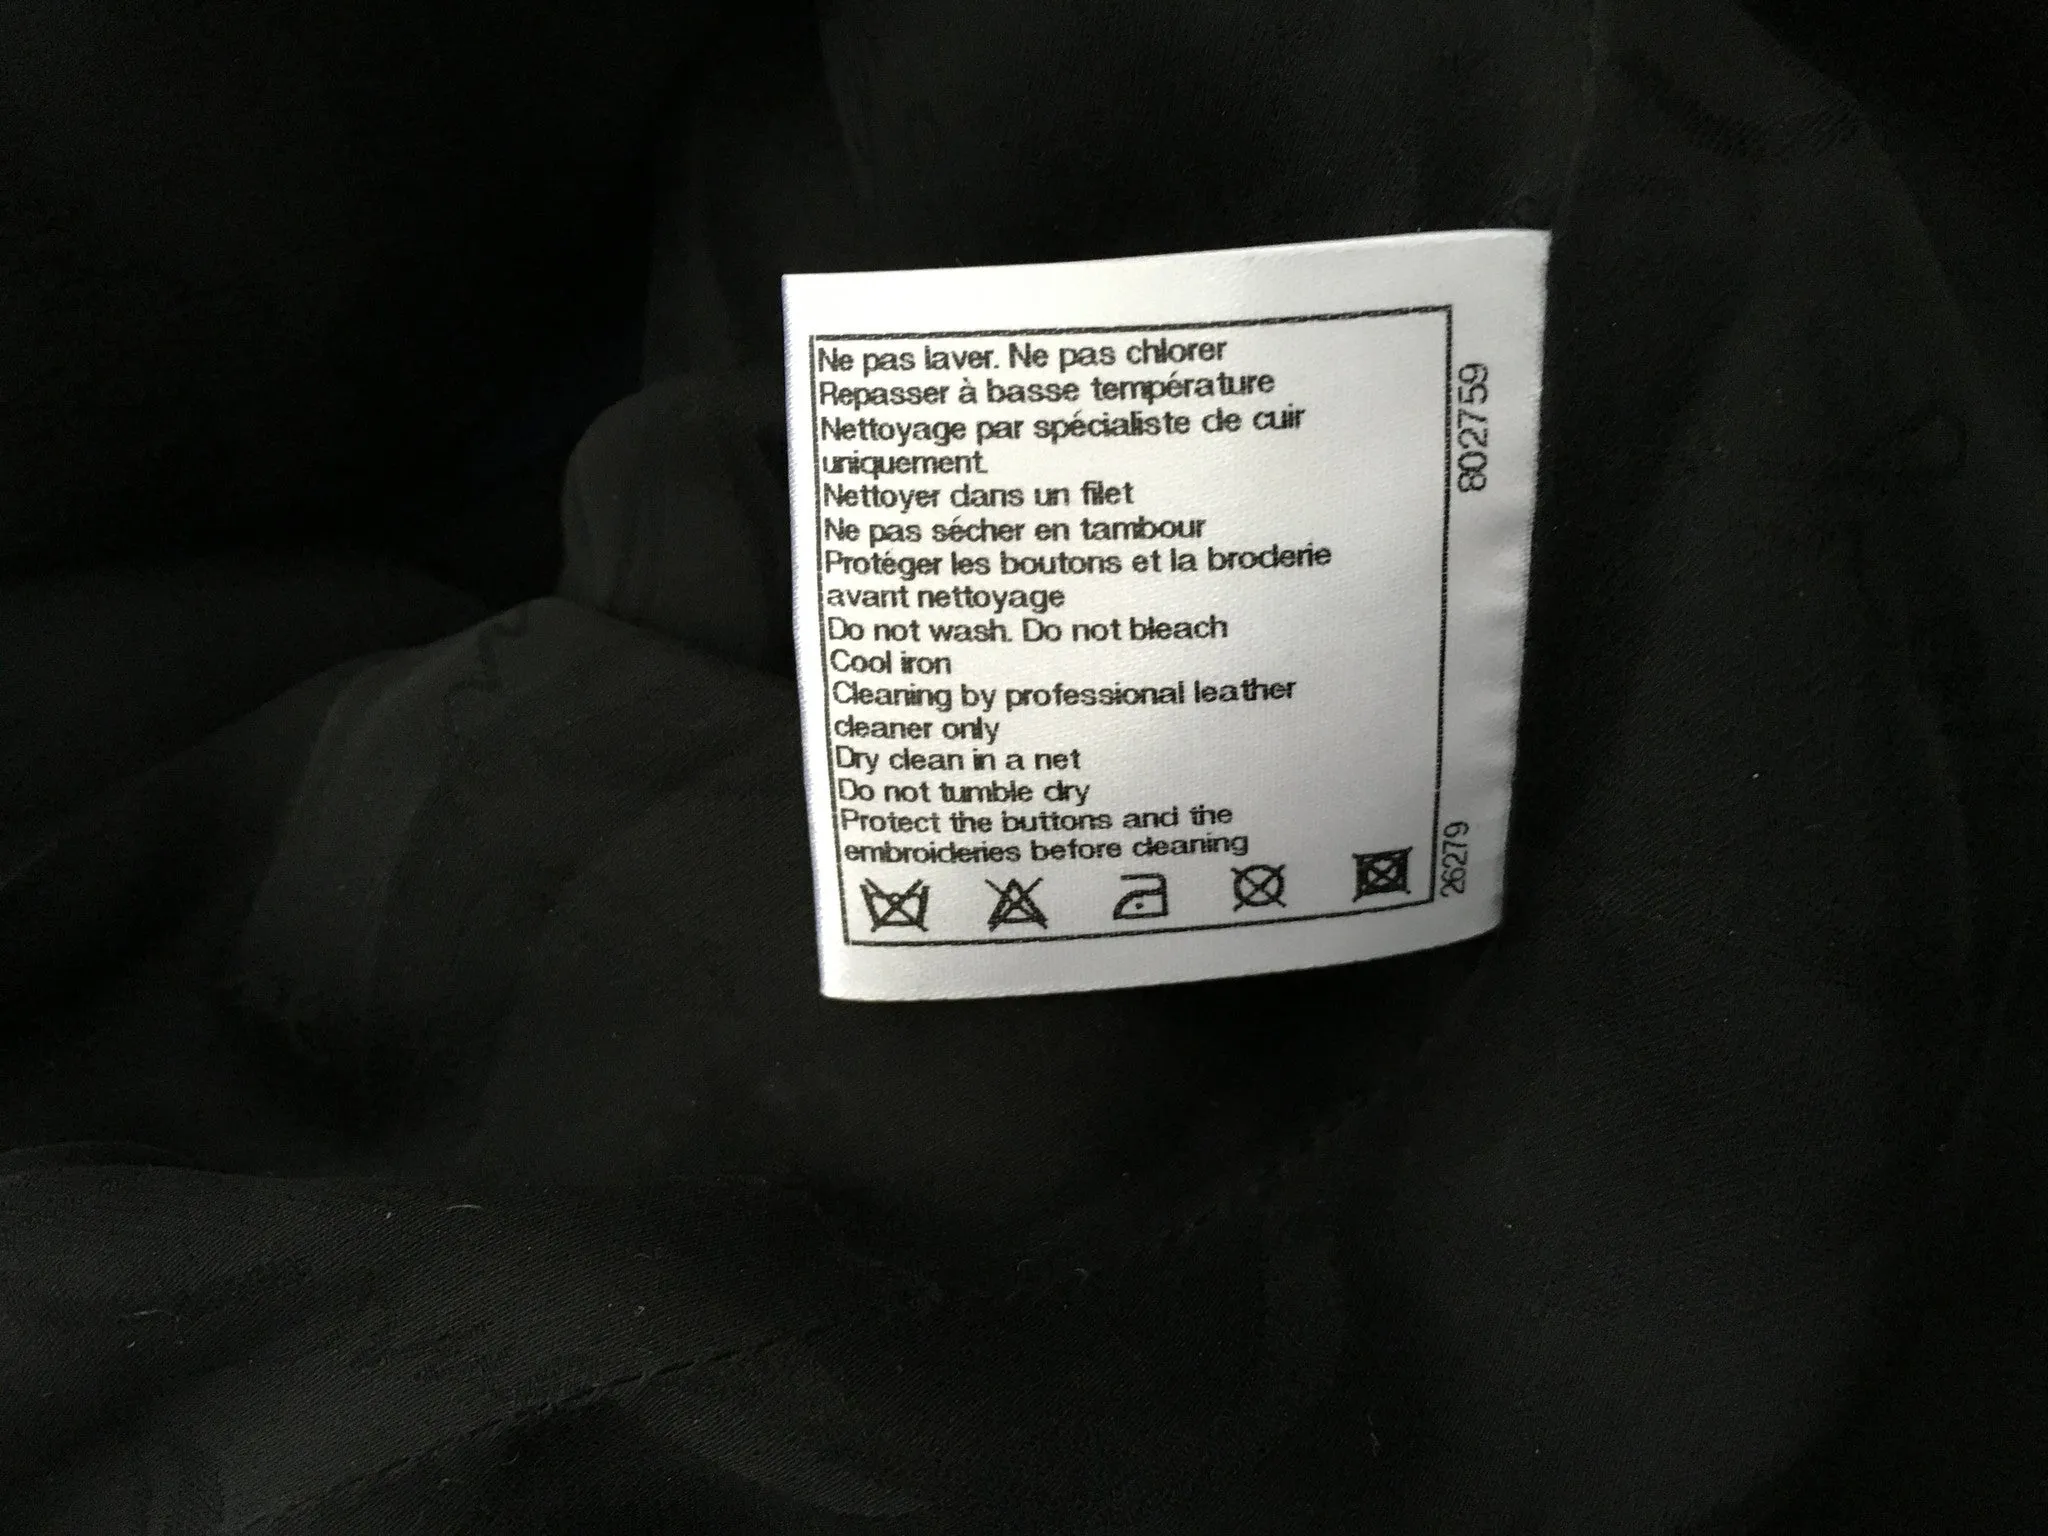 Ne pas laver. Ne pas chlorer
Repasser à basse température
Nettoyage par spécialiste de cuir
uniquement.
Nettoyer dans un filet
Ne pas sécher en tambour
Protéger les boutons et la broderie
avant nettoyage
Do not wash. Do not bleach
Cool iron
Cleaning by professional leather
cleaner only
Dry clean in a net
Do not tumble dry
Protect the buttons and the
embroideries before cleaning
802759
26279